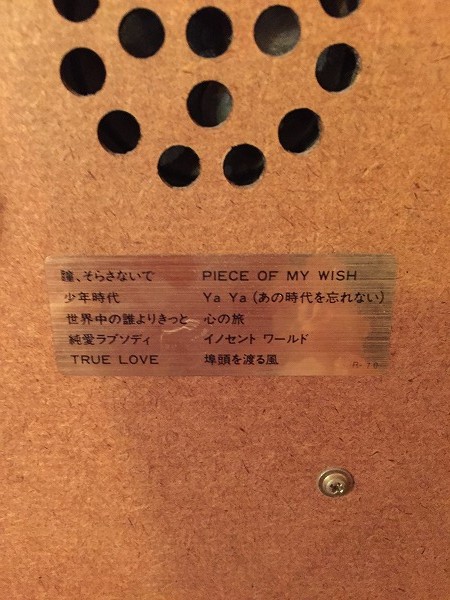 瞳、そらさないで　PIECE OF MY WISH
少年時代　Ya Ya (あの時代を忘れない)
世界中の誰よりきっと　心の旅
純愛ラプソディ　イノセント ワールド
TRUE LOVE　埠頭を渡る風
R-78